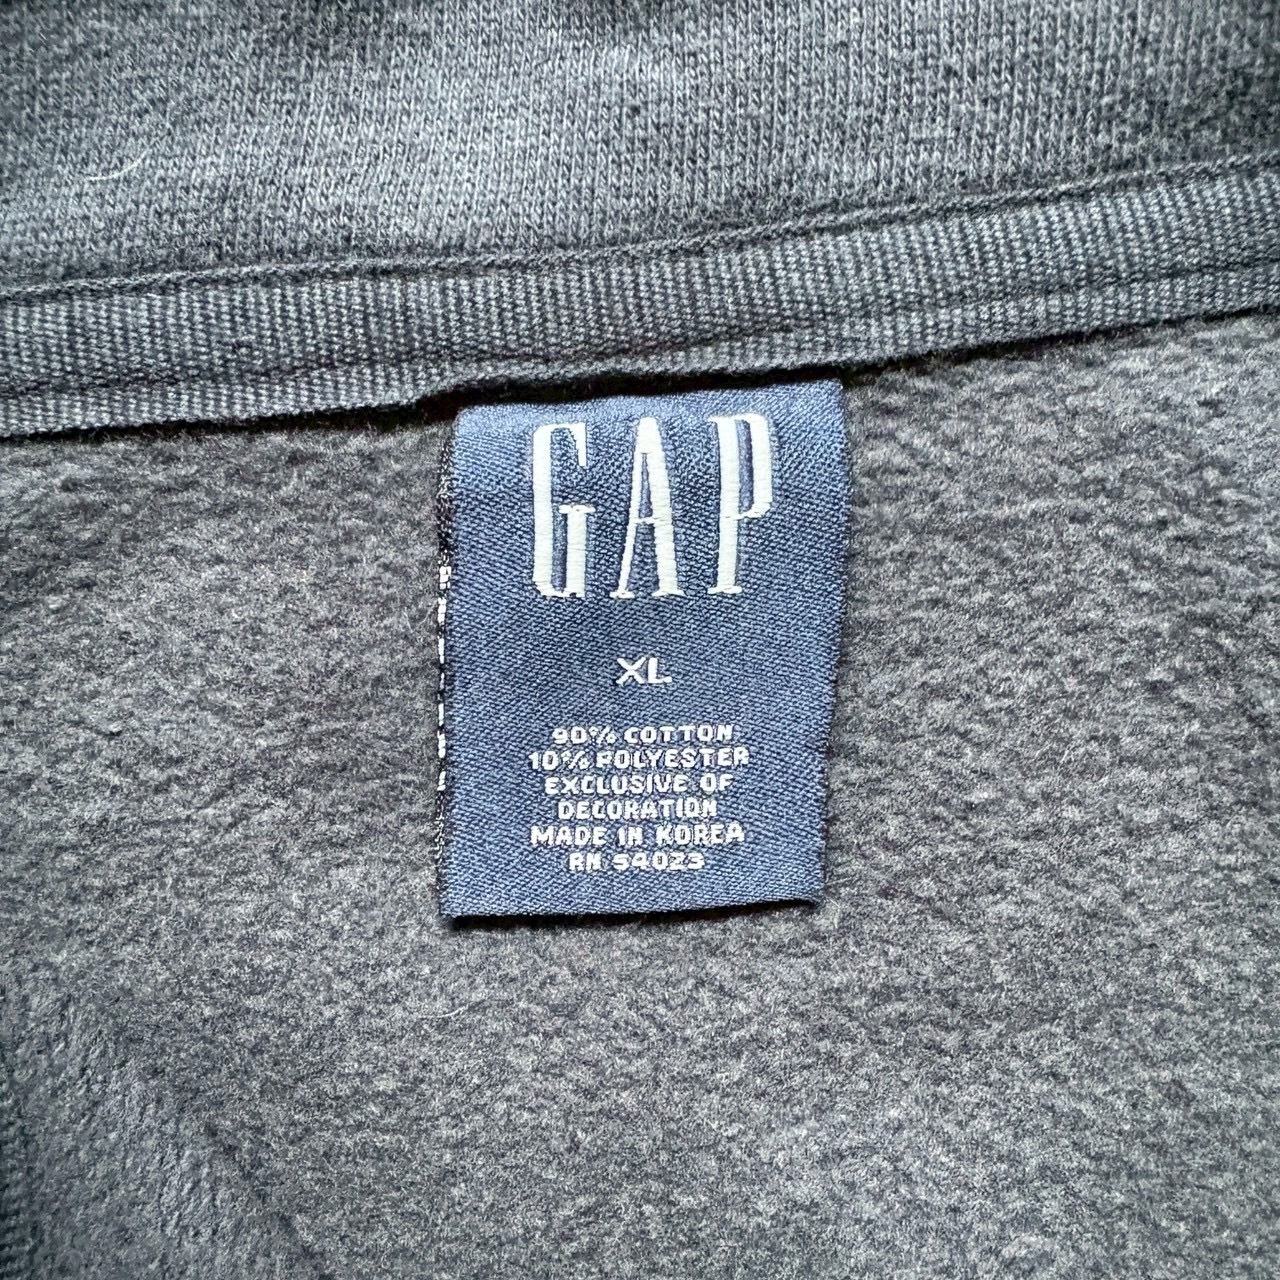 GAP
XL
90% COTTON
10% POLYESTER
EXCLUSIVE OF
DECORATION
MADE IN KOREA
RN 54023